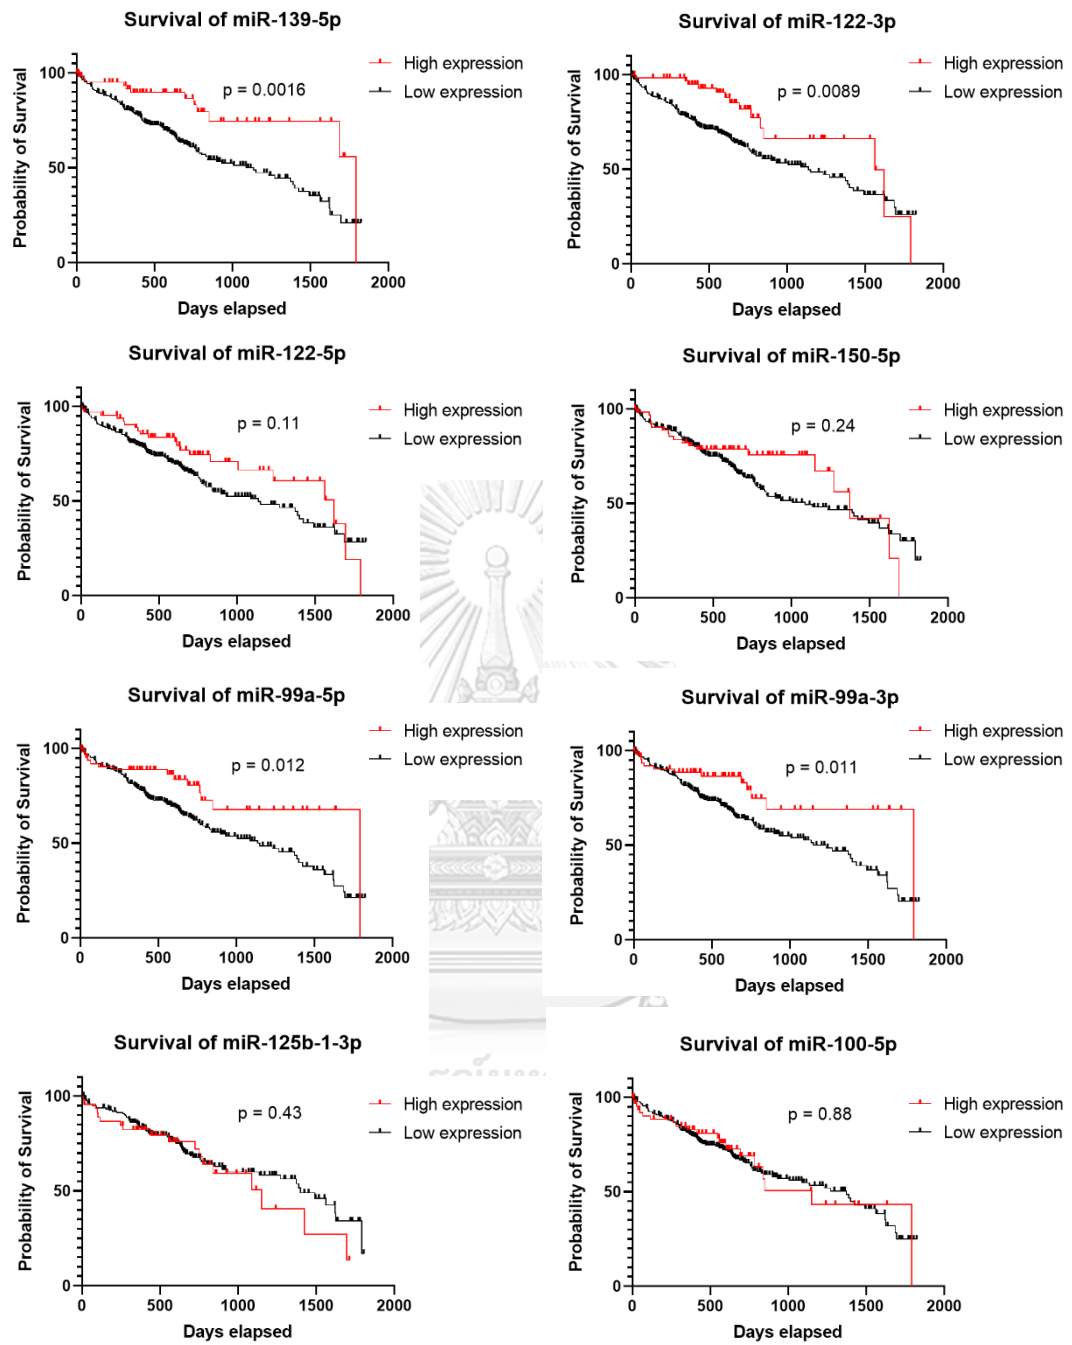 Survival of miR-139-5p
High expression
Low expression
p = 0.0016
Probability of Survival
100
50
0
0 500 1000 1500 2000
Days elapsed
Survival of miR-122-3p
High expression
Low expression
p = 0.0089
Probability of Survival
100
50
0
0 500 1000 1500 2000
Days elapsed
Survival of miR-122-5p
High expression
Low expression
p = 0.11
Probability of Survival
100
50
0
0 500 1000 1500 2000
Days elapsed
Survival of miR-150-5p
High expression
Low expression
p = 0.24
Probability of Survival
100
50
0
0 500 1000 1500 2000
Days elapsed
Survival of miR-99a-5p
High expression
Low expression
p = 0.012
Probability of Survival
100
50
0
0 500 1000 1500 2000
Days elapsed
Survival of miR-99a-3p
High expression
Low expression
p = 0.011
Probability of Survival
100
50
0
0 500 1000 1500 2000
Days elapsed
Survival of miR-125b-1-3p
High expression
Low expression
p = 0.43
Probability of Survival
100
50
0
0 500 1000 1500 2000
Days elapsed
Survival of miR-100-5p
High expression
Low expression
p = 0.88
Probability of Survival
100
50
0
0 500 1000 1500 2000
Days elapsed